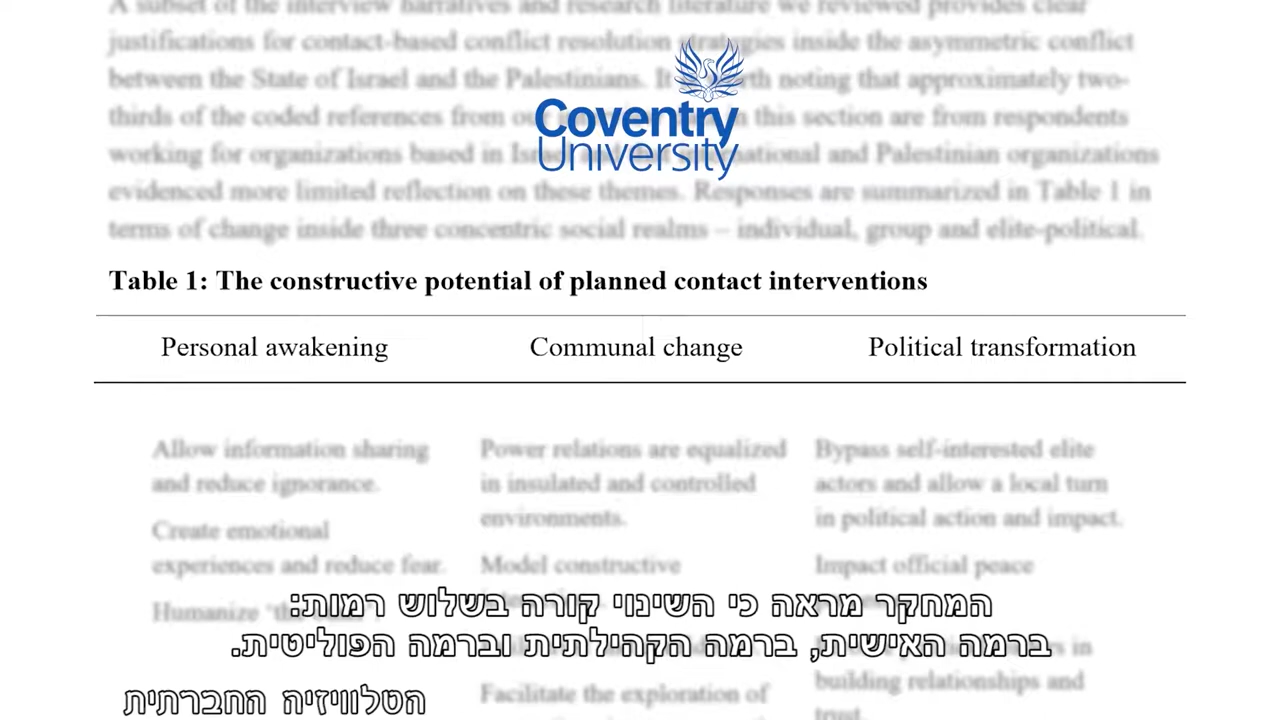 A subset of the interview narratives and research literature we reviewed provides clear
justifications for contact-based conflict resolution strategies inside the asymmetric conflict
between the State of Israel and the Palestinians. It noting that approximately two-
thirds of the coded references from this section are from respondents
working for organizations based in and Palestinian organizations
evidenced more limited reflection on these themes. Responses are summarized in Table 1 in
terms of change inside three concentric social realms – individual, group and elite-political.
Coventry
University
Table 1: The constructive potential of planned contact interventions
Personal awakening
Communal change
Political transformation
Allow information sharing
and reduce ignorance.
Create emotional
experiences and reduce fear.
Humanize
Power relations are equalized
in insulated and controlled
environments.
Model constructive
Facilitate the exploration of
Bypass self-interested elite
actors and allow a local turn
in political action and impact.
Impact official peace
in
building relationships and
trust.
המחקר מראה כי השינוי קורה בשלוש רמות:
ברמה האישית, ברמה הקהילתית וברמה הפוליטית.
הטלוויזיה החברתית